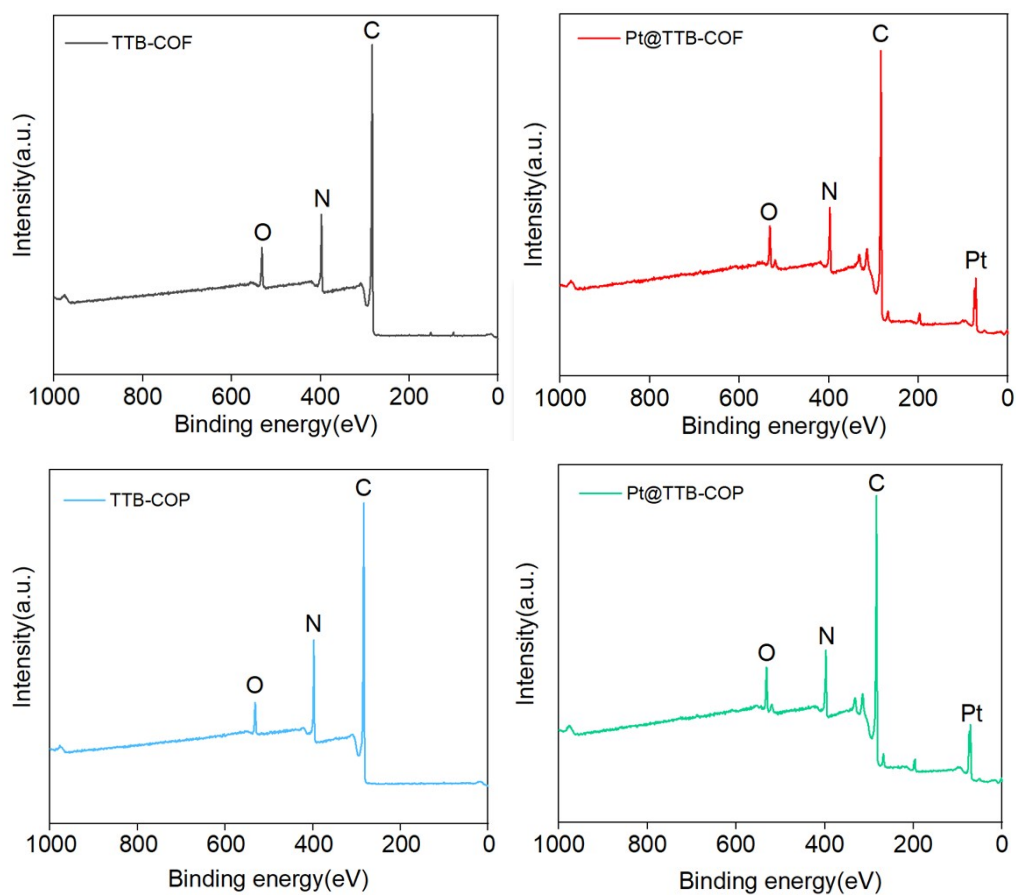 TTB-COF
C
N
O
Intensity(a.u.)
1000 800 600 400 200 0
Binding energy(eV)
Pt@TTB-COF
C
N
O
Pt
Intensity(a.u.)
1000 800 600 400 200 0
Binding energy(eV)
TTB-COP
C
N
O
Intensity(a.u.)
1000 800 600 400 200 0
Binding energy(eV)
Pt@TTB-COP
C
N
O
Pt
Intensity(a.u.)
1000 800 600 400 200 0
Binding energy(eV)